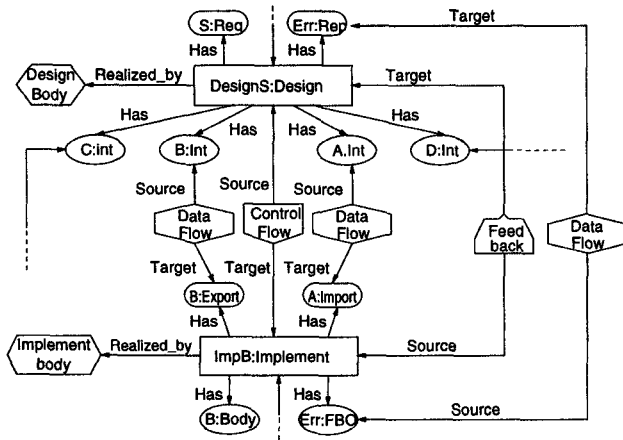 S:Req
Err:Rep
Target
Has
Has
Design
Body
Realized_by
DesignS:Design
Target
Has
Has
Has
Has
C:int
B:Int
A.Int
D:Int
Source
Source
Source
Data
Flow
Control
Flow
Data
Flow
Feed
back
Data
Flow
Target
Target
Target
B:Export
A:Import
Has
Has
Implement
body
Realized_by
ImpB:Implement
Source
Has
Has
B:Body
Err:FBO
Source